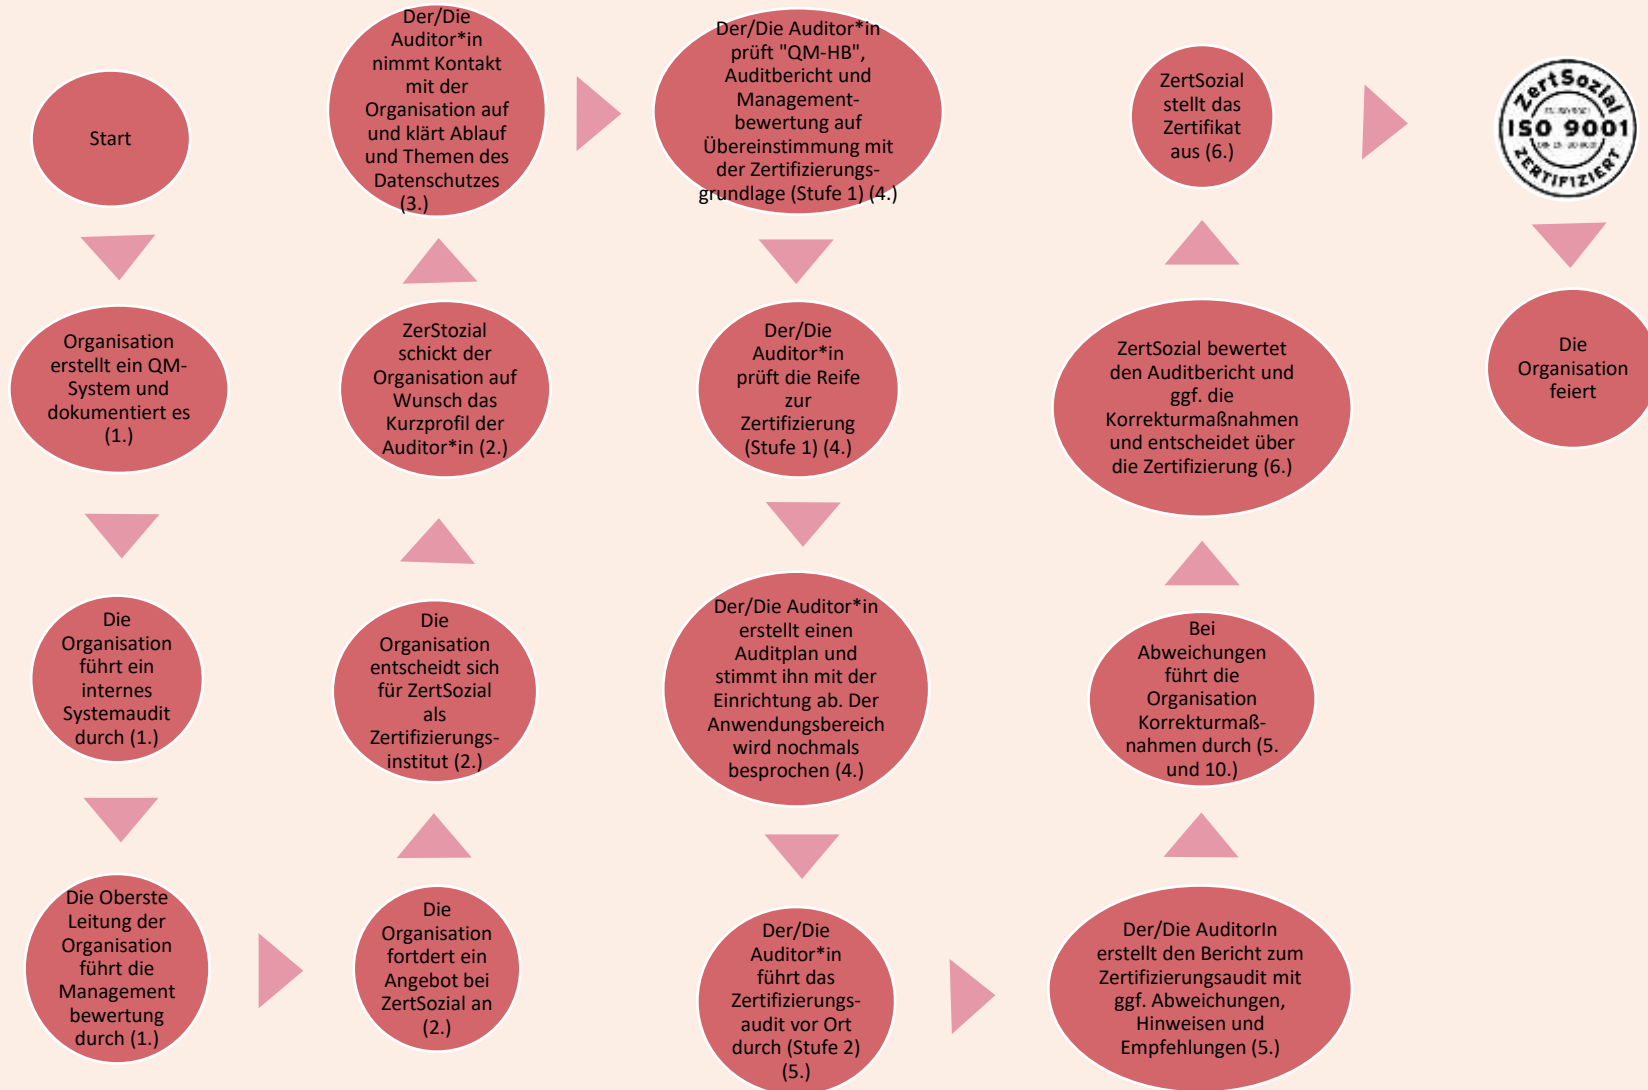 Start
Organisation
erstellt ein QM-
System und
dokumentiert es
(1.)
Die
Organisation
führt ein
internes
Systemaudit
durch (1.)
Die Oberste
Leitung der
Organisation
führt die
Management
bewertung
durch (1.)
Die
Organisation
fortdert ein
Angebot bei
ZertSozial an
(2.)
Die
Organisation
entscheidet sich
für ZertSozial
als
Zertifizierungs-
institut (2.)
ZerStozial
schickt der
Organisation auf
Wunsch das
Kurzprofil der
Auditor*in (2.)
Der/Die
Auditor*in
nimmt Kontakt
mit der
Organisation auf
und klärt Ablauf
und Themen des
Datenschutzes
(3.)
Der/Die Auditor*in
prüft "QM-HB",
Auditbericht und
Management-
bewertung auf
Übereinstimmung mit
der Zertifizierungs-
grundlage (Stufe 1) (4.)
Der/Die
Auditor*in
prüft die Reife
zur
Zertifizierung
(Stufe 1) (4.)
Der/Die Auditor*in
erstellt einen
Auditplan und
stimmt ihn mit der
Einrichtung ab. Der
Anwendungsbereich
wird nochmals
besprochen (4.)
Der/Die
Auditor*in
führt das
Zertifizierungs-
audit vor Ort
durch (Stufe 2)
(5.)
Der/Die AuditorIn
erstellt den Bericht zum
Zertifizierungsaudit mit
ggf. Abweichungen,
Hinweisen und
Empfehlungen (5.)
Bei
Abweichungen
führt die
Organisation
Korrekturmaß-
nahmen durch (5.
und 10.)
ZertSozial bewertet
den Auditbericht und
ggf. die
Korrekturmaßnahmen
und entscheidet über
die Zertifizierung (6.)
ZertSozial
stellt das
Zertifikat
aus (6.)
ZertSozial
ISO 9001
ZERTIFIZIERT
Die
Organisation
feiert